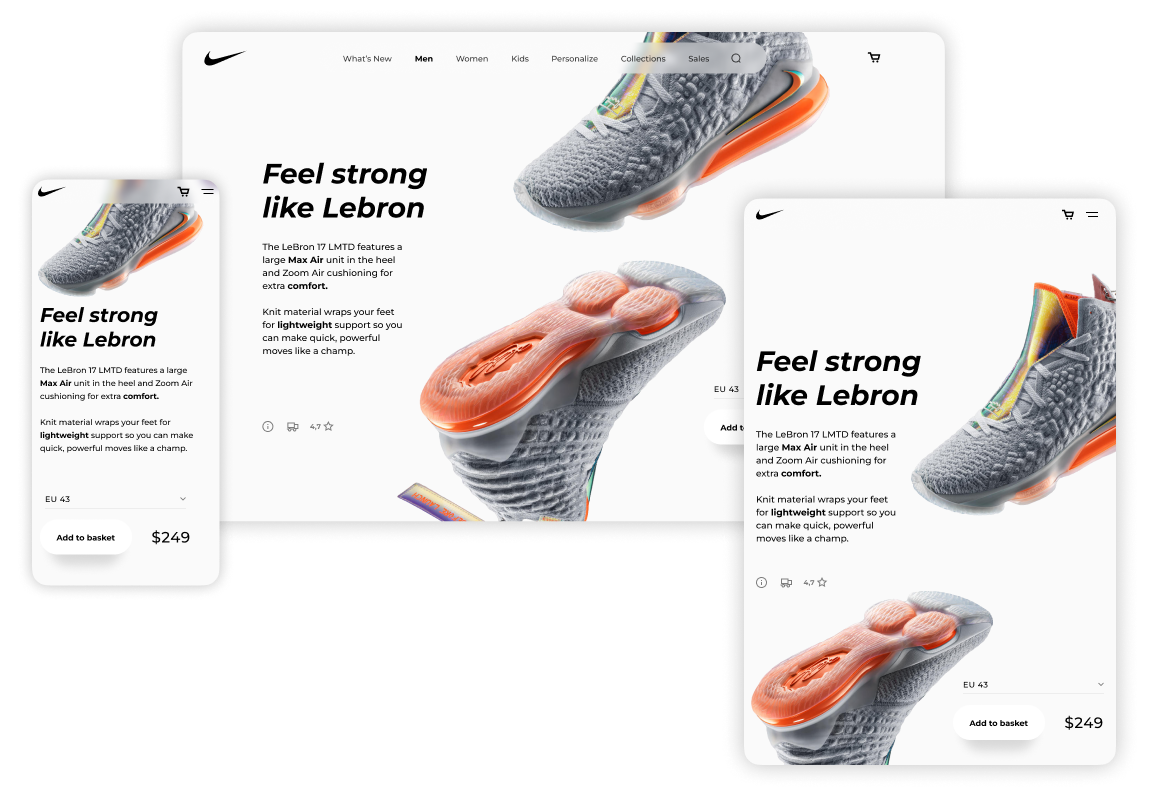 What's New Men Women Kids Personalize Collections Sales
Feel strong
like Lebron
The LeBron 17 LMTD features a
large Max Air unit in the heel
and Zoom Air cushioning for
extra comfort.
Knit material wraps your feet
for lightweight support so you
can make quick, powerful
moves like a champ.
4,7
EU 43
Add to
Feel strong
like Lebron
The LeBron 17 LMTD features a large
Max Air unit in the heel and Zoom Air
cushioning for extra comfort.
Knit material wraps your feet for
lightweight support so you can make
quick, powerful moves like a champ.
EU 43
Add to basket $249
Feel strong
like Lebron
The LeBron 17 LMTD features a
large Max Air unit in the heel
and Zoom Air cushioning for
extra comfort.
Knit material wraps your feet
for lightweight support so you
can make quick, powerful
moves like a champ.
4,7
EU 43
Add to basket $249